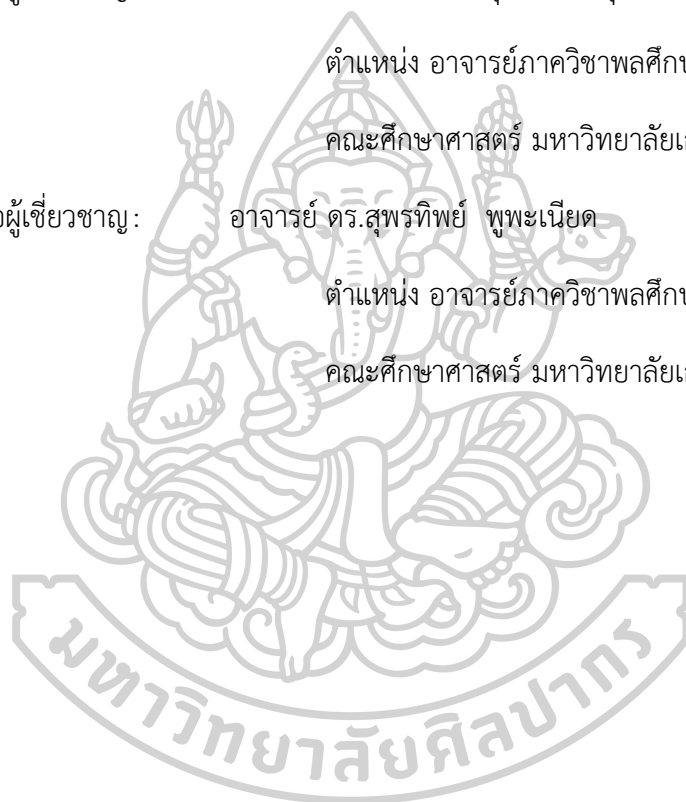 ตำแหน่ง อาจารย์ภาควิชาพลศึก
คณะศึกษาศาสตร์ มหาวิทยาลัยเ
ผู้เชี่ยวชาญ : อาจารย์ ดร.สุพรทิพย์ พูพะเนียด
ตำแหน่ง อาจารย์ภาควิชาพลศึก
คณะศึกษาศาสตร์ มหาวิทยาลัยเ
มหาวิทยาลัยศิลปากร